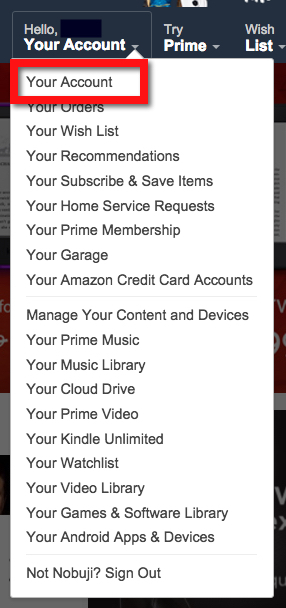 Hello,
Your Account
Try
Prime
Wish
List
Your Account
Your Orders
Your Wish List
Your Recommendations
Your Subscribe & Save Items
Your Home Service Requests
Your Prime Membership
Your Garage
Your Amazon Credit Card Accounts
Manage Your Content and Devices
Your Prime Music
Your Music Library
Your Cloud Drive
Your Prime Video
Your Kindle Unlimited
Your Watchlist
Your Video Library
Your Games & Software Library
Your Android Apps & Devices
Not Nobuji? Sign Out